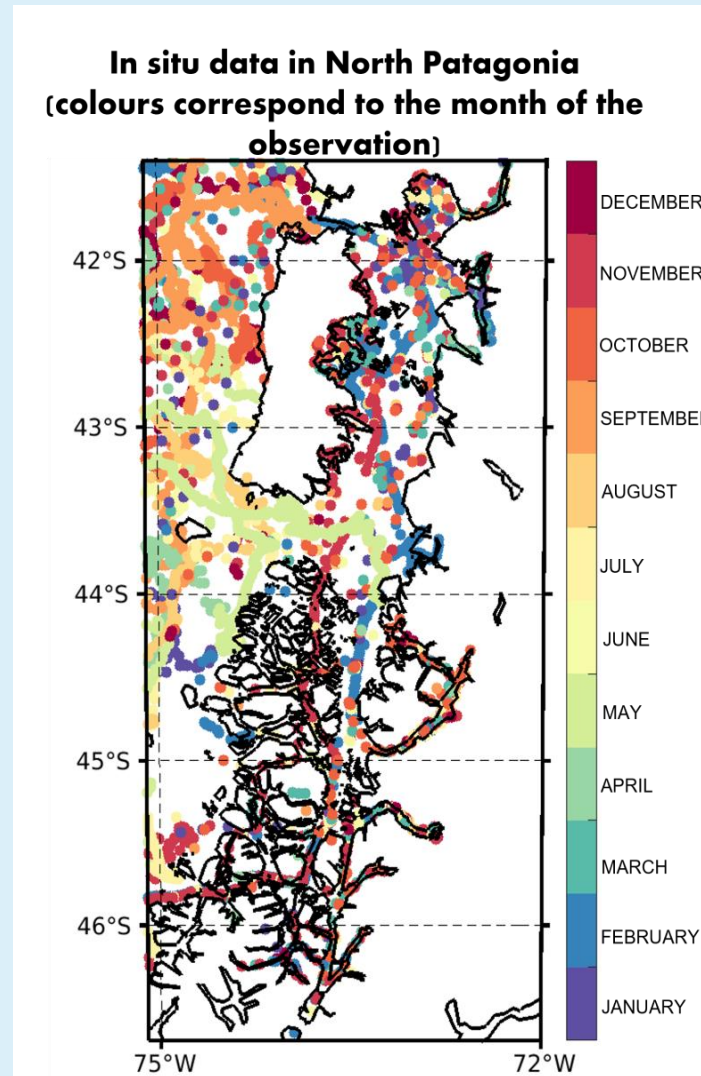 In situ data in North Patagonia
(colours correspond to the month of the
observation)
42°S
43°S
44°S
45°S
46°S
75°W
72°W
DECEMBER
NOVEMBER
OCTOBER
SEPTEMBER
AUGUST
JULY
JUNE
MAY
APRIL
MARCH
FEBRUARY
JANUARY